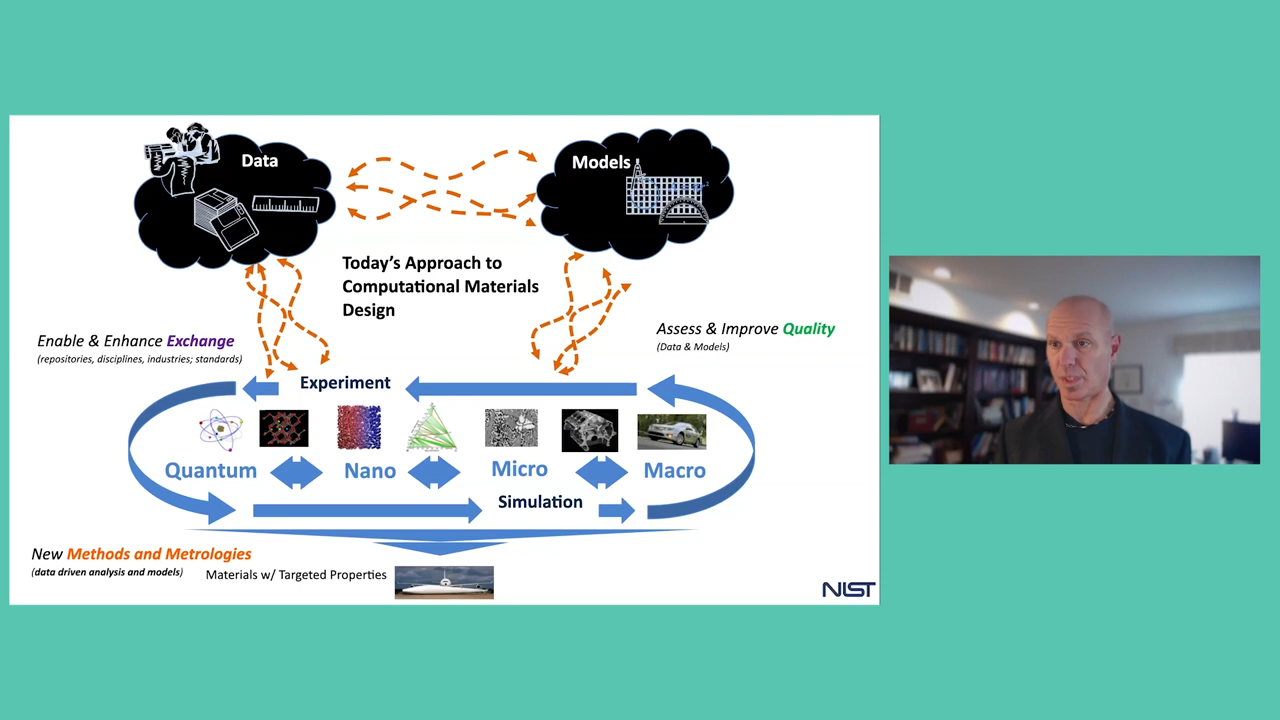 Data
Models
Today's Approach to
Computational Materials
Design
Enable & Enhance Exchange
(repositories, disciplines, industries; standards)
Assess & Improve Quality
(Data & Models)
Experiment
Quantum
Nano
Micro
Macro
Simulation
New Methods and Metrologies
(data driven analysis and models)
Materials w/ Targeted Properties
NIST